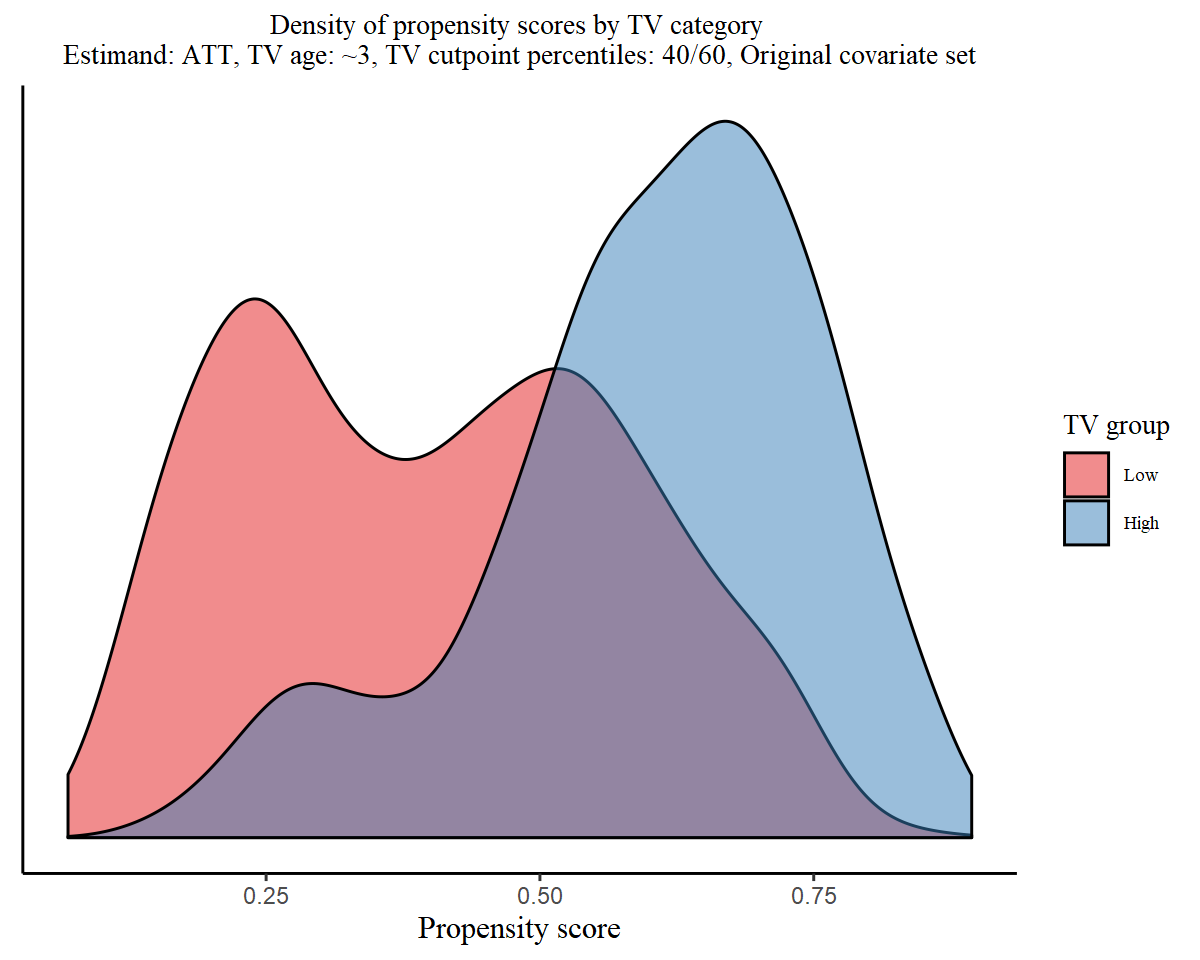 Density of propensity scores by TV category
Estimand: ATT, TV age: ~3, TV cutpoint percentiles: 40/60, Original covariate set
TV group
Low
High
0.25
0.50
0.75
Propensity score